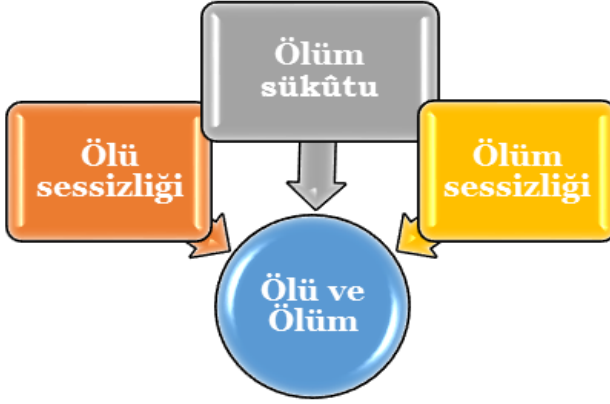 Ölüm
sükûtu
Ölü
sessizliği
Ölüm
sessizliği
Ölü ve
Ölüm